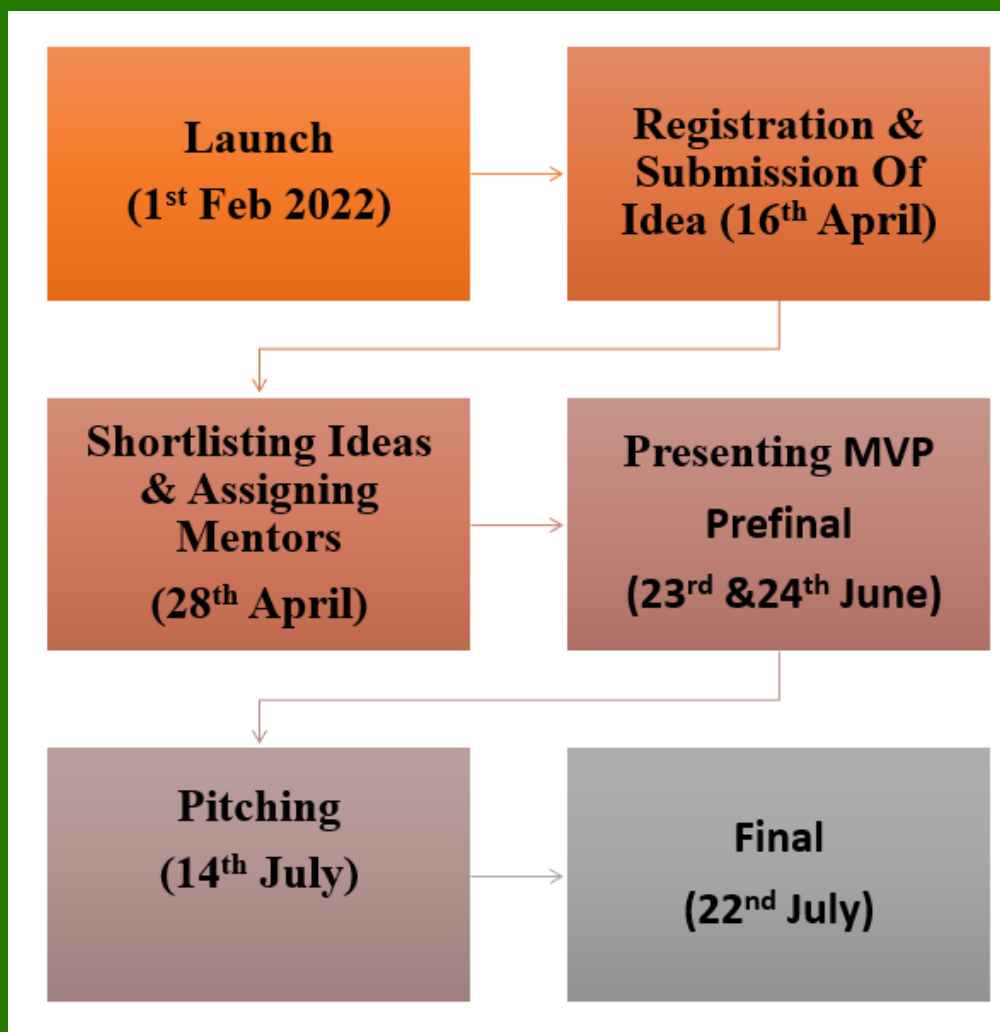 Launch
(1st Feb 2022)
Registration &
Submission Of
Idea (16th April)
Shortlisting Ideas
& Assigning
Mentors
(28th April)
Presenting MVP
Prefinal
(23rd &24th June)
Pitching
(14th July)
Final
(22nd July)